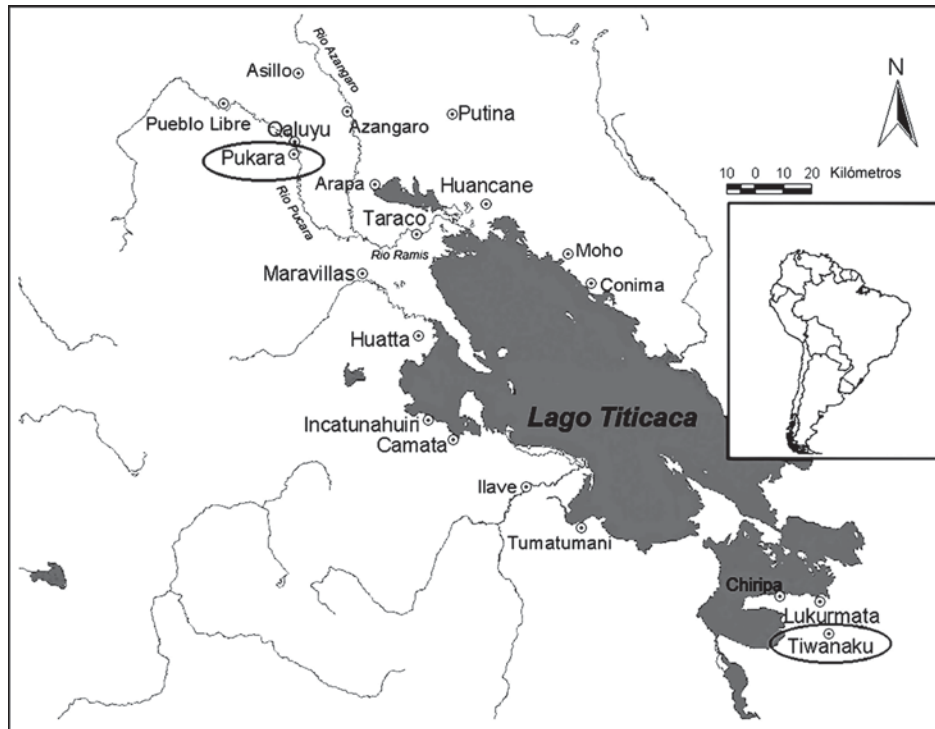 N
10 0 10 20 Kilómetros
Asillo
Rio Azangaro
Pueblo Libre
Qaluyu
Azangaro
Putina
Pukara
Arapa
Huancane
Rio Pucara
Taraco
Rio Ramis
Moho
Maravillas
Conima
Huatta
Lago Titicaca
Incatunahuiri
Camata
Ilave
Tumatumani
Chiripa
Lukurmata
Tiwanaku